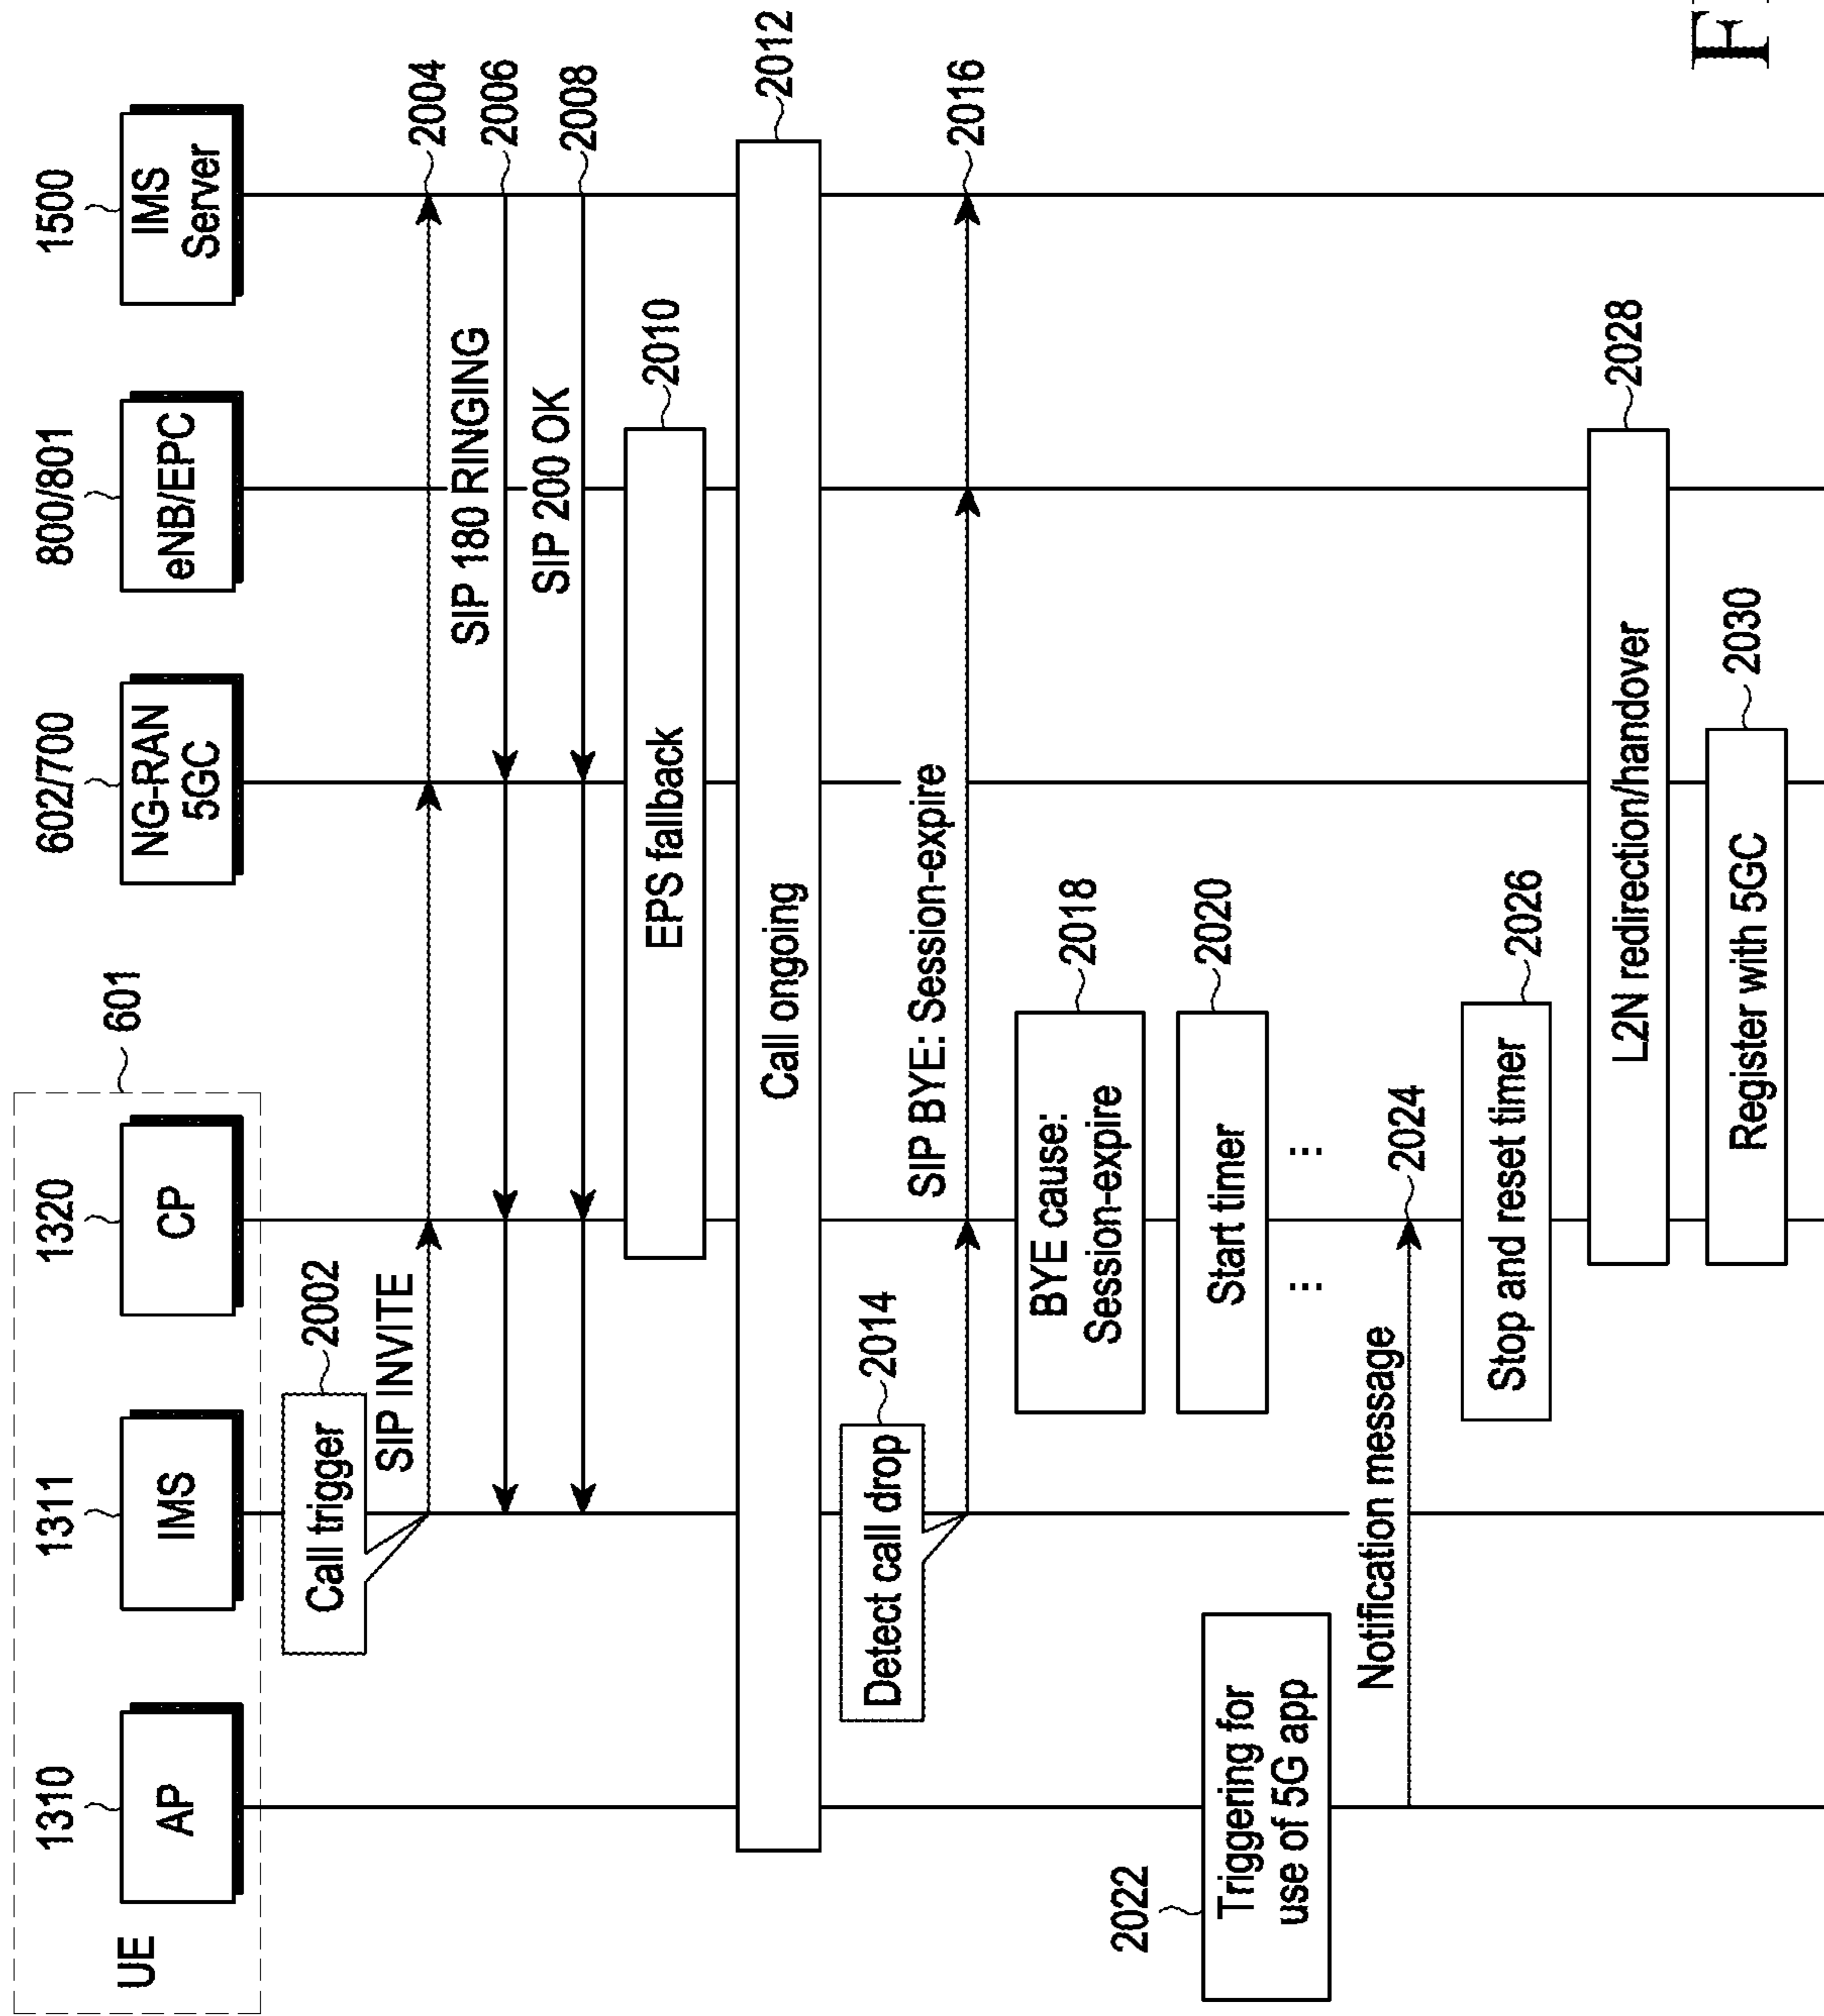 601
1310
1311
1320
602/700
800/801
1500
UE
AP
IMS
CP
NG-RAN
5GC
eNB/EPC
IMS
Server
Call trigger
2002
SIP INVITE
2004
SIP 180 RINGING
2006
SIP 200 OK
2008
EPS fallback
2010
Call ongoing
2012
Detect call drop
2014
SIP BYE: Session-expire
2016
BYE cause:
Session-expire
2018
Start timer
2020
... ...
2022
Triggering for
use of 5G app
Notification message
2024
Stop and reset timer
2026
L2N redirection/handover
2028
Register with 5GC
2030